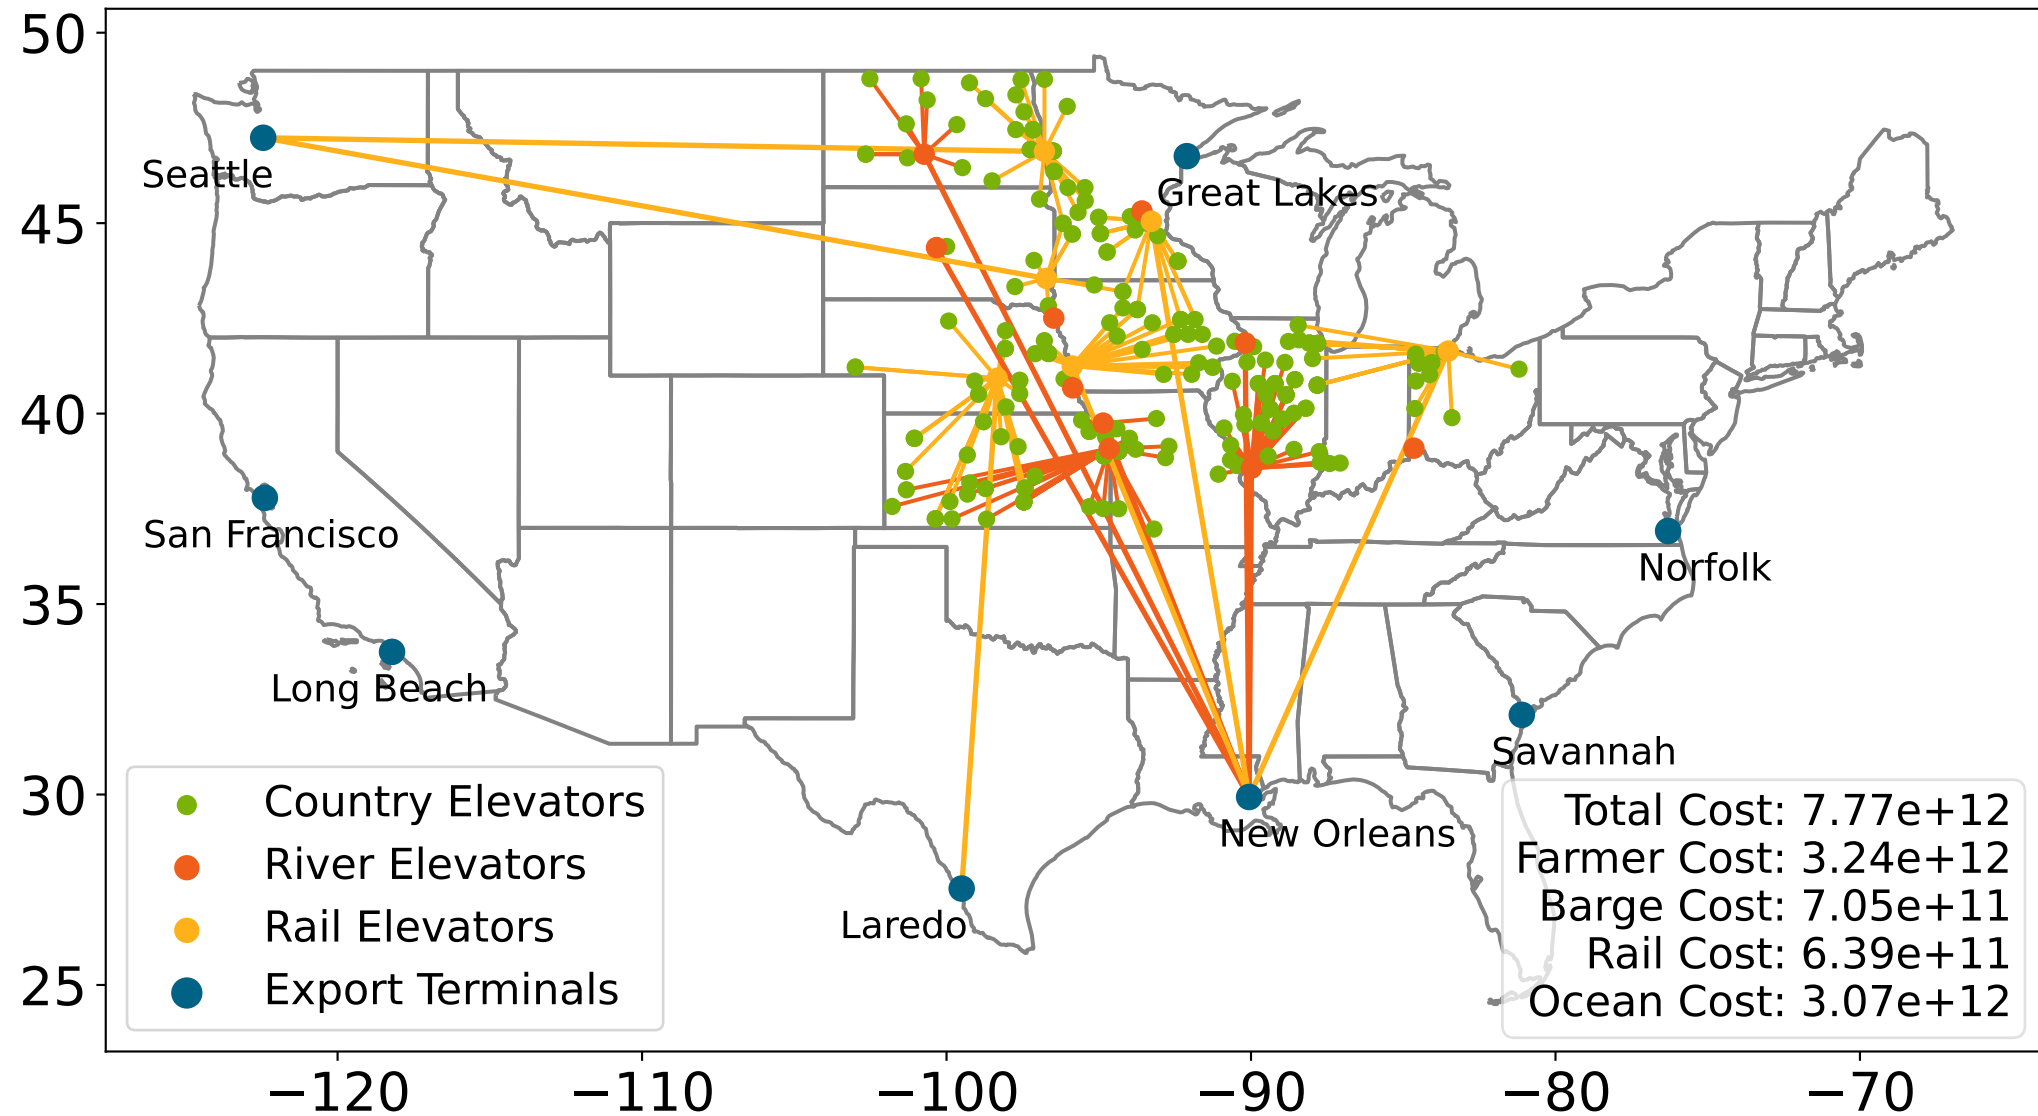 50
45
40
35
30
25
Seattle
Great Lakes
San Francisco
Norfolk
Long Beach
Savannah
New Orleans
Laredo
Country Elevators
River Elevators
Rail Elevators
Export Terminals
Total Cost: 7.77e+12
Farmer Cost: 3.24e+12
Barge Cost: 7.05e+11
Rail Cost: 6.39e+11
Ocean Cost: 3.07e+12
−120 −110 −100 −90 −80 −70